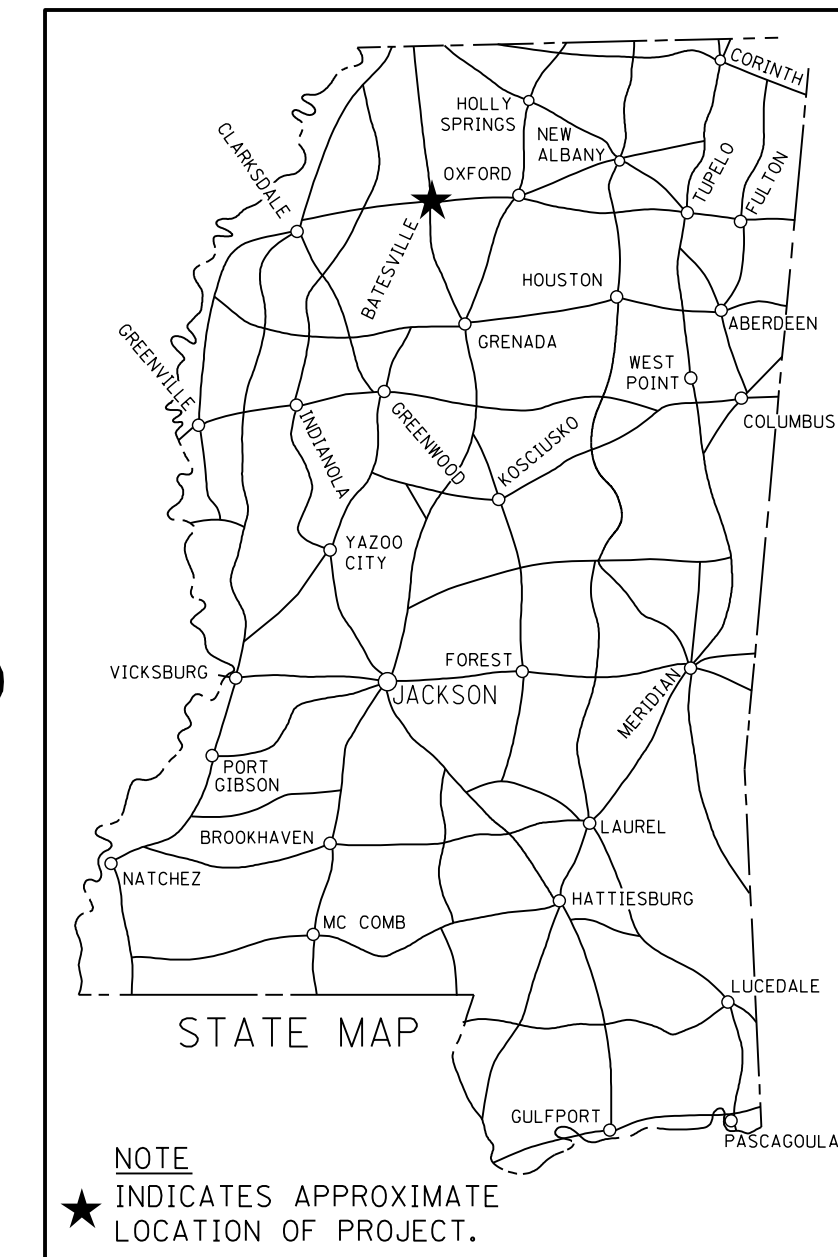 CORINTH
HOLLY
SPRINGS
NEW
ALBANY
CLARKSDALE
OXFORD
TUPELO
FULTON
BATESVILLE
HOUSTON
ABERDEEN
GREENVILLE
GRENADA
WEST
POINT
COLUMBUS
INDIANOLA
GREENWOOD
KOSCIUSKO
YAZOO
CITY
VICKSBURG
FOREST
JACKSON
MERIDIAN
PORT
GIBSON
BROOKHAVEN
LAUREL
NATCHEZ
HATTIESBURG
MC COMB
LUCEDALE
STATE MAP
GULFPORT
PASCAGOULA
NOTE
INDICATES APPROXIMATE
LOCATION OF PROJECT.